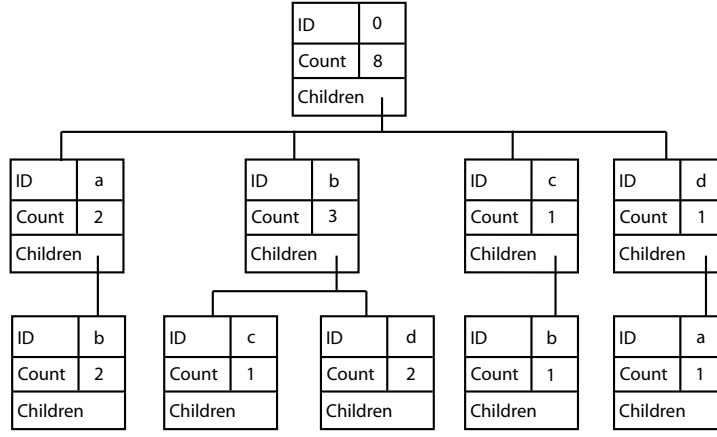 ID 0
Count 8
Children
ID a
Count 2
Children
ID b
Count 3
Children
ID c
Count 1
Children
ID d
Count 1
Children
ID b
Count 2
Children
ID c
Count 1
Children
ID d
Count 2
Children
ID b
Count 1
Children
ID a
Count 1
Children